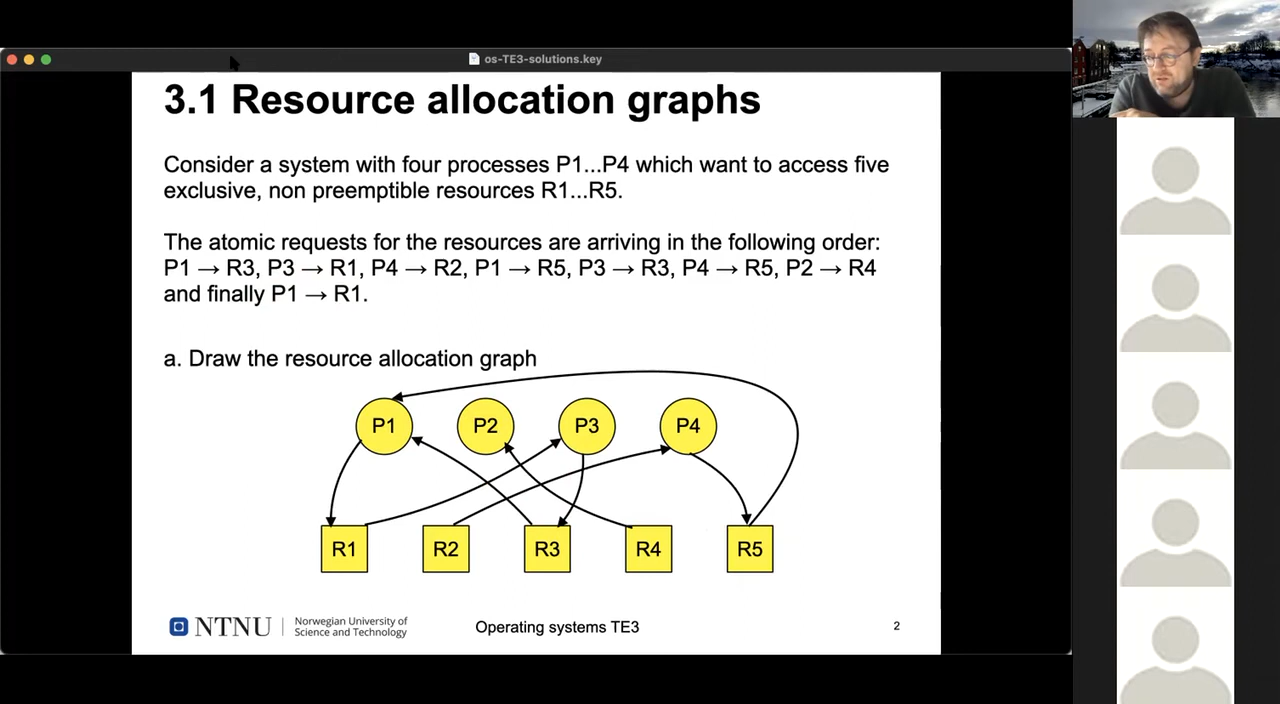 os-TE3-solutions.key
3.1 Resource allocation graphs
Consider a system with four processes P1...P4 which want to access five
exclusive, non preemptible resources R1...R5.
The atomic requests for the resources are arriving in the following order:
P1 → R3, P3 → R1, P4 → R2, P1 → R5, P3 → R3, P4 → R5, P2 → R4
and finally P1 → R1.
a. Draw the resource allocation graph
P1 P2 P3 P4
R1 R2 R3 R4 R5
NTNU
Norwegian University of
Science and Technology
Operating systems TE3
2